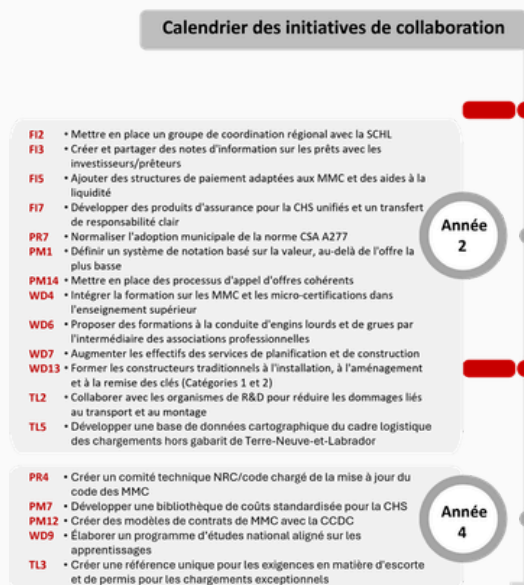 Calendrier des initiatives de collaboration
FI2 • Mettre en place un groupe de coordination régional avec la SCHL
FI3 • Créer et partager des notes d'information sur les prêts avec les
investisseurs/prêteurs
FI5 • Ajouter des structures de paiement adaptées aux MMC et des aides à la
liquidité
FI7 • Développer des produits d'assurance pour la CHS unifiés et un transfert
de responsabilité clair
PR7 • Normaliser l'adoption municipale de la norme CSA A277
PM1 • Définir un système de notation basé sur la valeur, au-delà de l'offre la
plus basse
PM14 • Mettre en place des processus d'appel d'offres cohérents
WD4 • Intégrer la formation sur les MMC et les micro-certifications dans
l'enseignement supérieur
WD6 • Proposer des formations à la conduite d'engins lourds et de grues par
l'intermédiaire des associations professionnelles
WD7 • Augmenter les effectifs des services de planification et de construction
WD13 • Former les constructeurs traditionnels à l'installation, à l'aménagement
et à la remise des clés (Catégories 1 et 2)
TL2 • Collaborer avec les organismes de R&D pour réduire les dommages liés
au transport et au montage
TL5 • Développer une base de données cartographique du cadre logistique
des chargements hors gabarit de Terre-Neuve-et-Labrador
Année
2
PR4 • Créer un comité technique NRC/code chargé de la mise à jour du
code des MMC
PM7 • Développer une bibliothèque de coûts standardisée pour la CHS
PM12 • Créer des modèles de contrats de MMC avec la CCDC
WD9 • Élaborer un programme d'études national aligné sur les
apprentissages
TL3 • Créer une référence unique pour les exigences en matière d'escorte
et de permis pour les chargements exceptionnels
Année
4